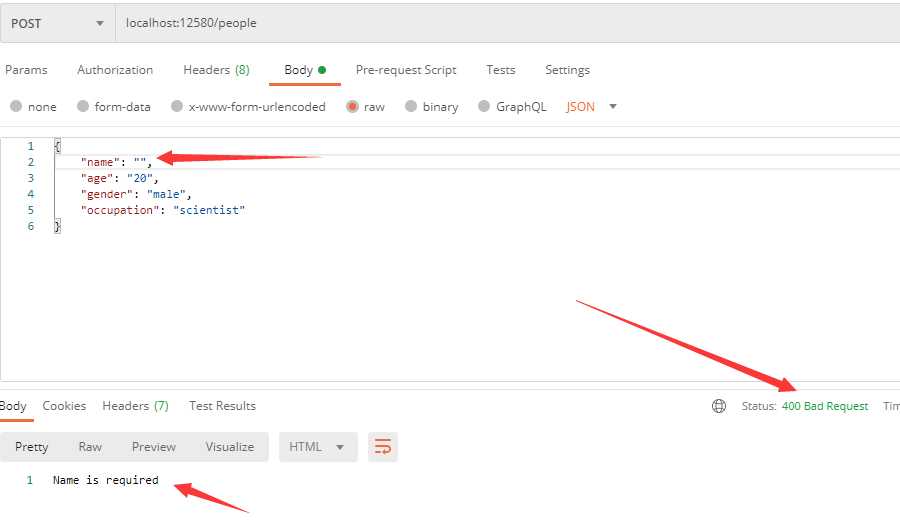 POST localhost:12580/people
Params Authorization Headers (8) Body Pre-request Script Tests Settings
none form-data x-www-form-urlencoded raw binary GraphQL JSON
1 {
2 "name": "",
3 "age": "20",
4 "gender": "male",
5 "occupation": "scientist"
6 }
Body Cookies Headers (7) Test Results Status: 400 Bad Request Tim
Pretty Raw Preview Visualize HTML
1 Name is required